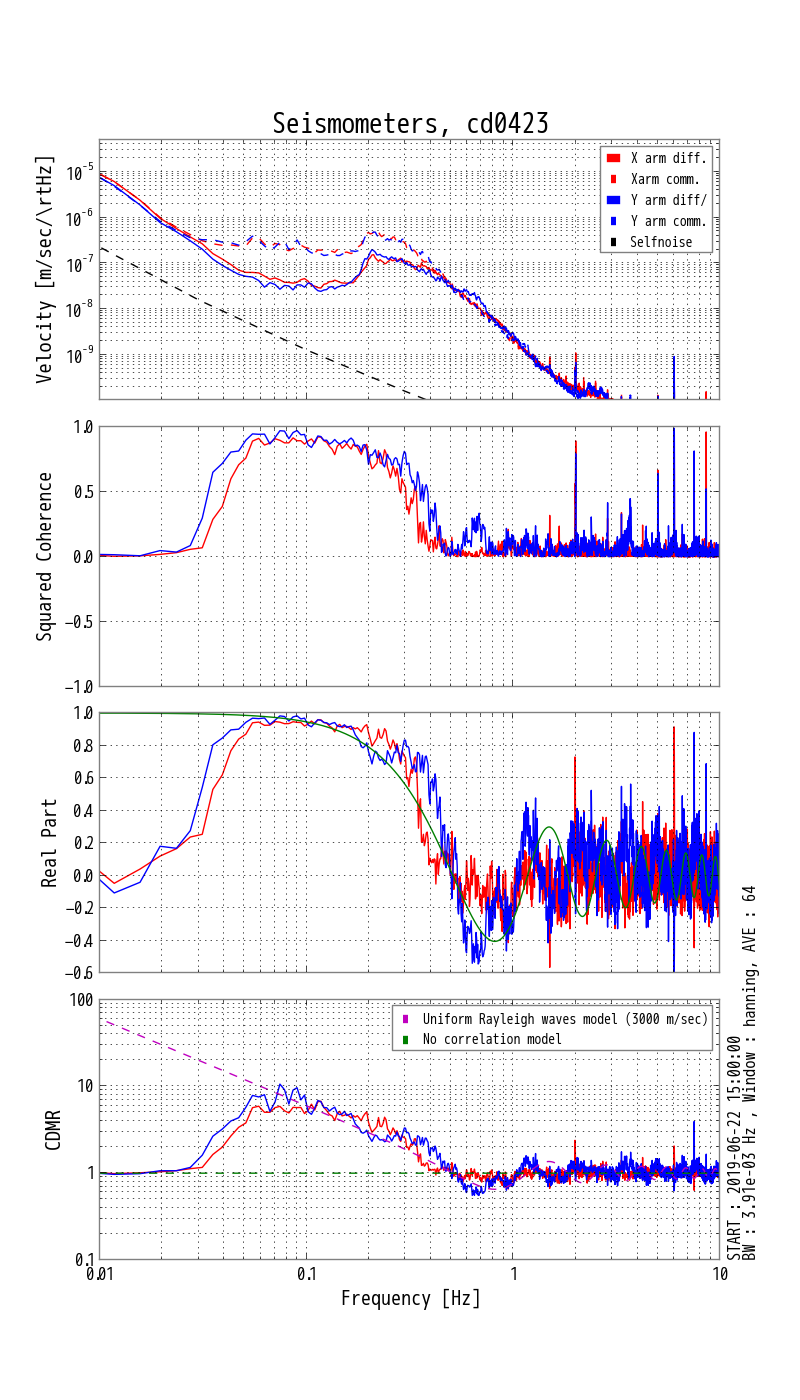 Seismometers, cd0423
Velocity [m/sec/\rtHz]
10^-5
10^-6
10^-7
10^-8
10^-9
X arm diff.
Xarm comm.
Y arm diff/
Y arm comm.
Selfnoise
Squared Coherence
1.0
0.5
0.0
−0.5
−1.0
Real Part
1.0
0.8
0.6
0.4
0.2
0.0
−0.2
−0.4
−0.6
CDMR
100
10
1
0.1
Uniform Rayleigh waves model (3000 m/sec)
No correlation model
0.01
0.1
1
10
Frequency [Hz]
START : 2019-06-22 15:00:00
BW : 3.91e-03 Hz , Window : hanning, AVE : 64